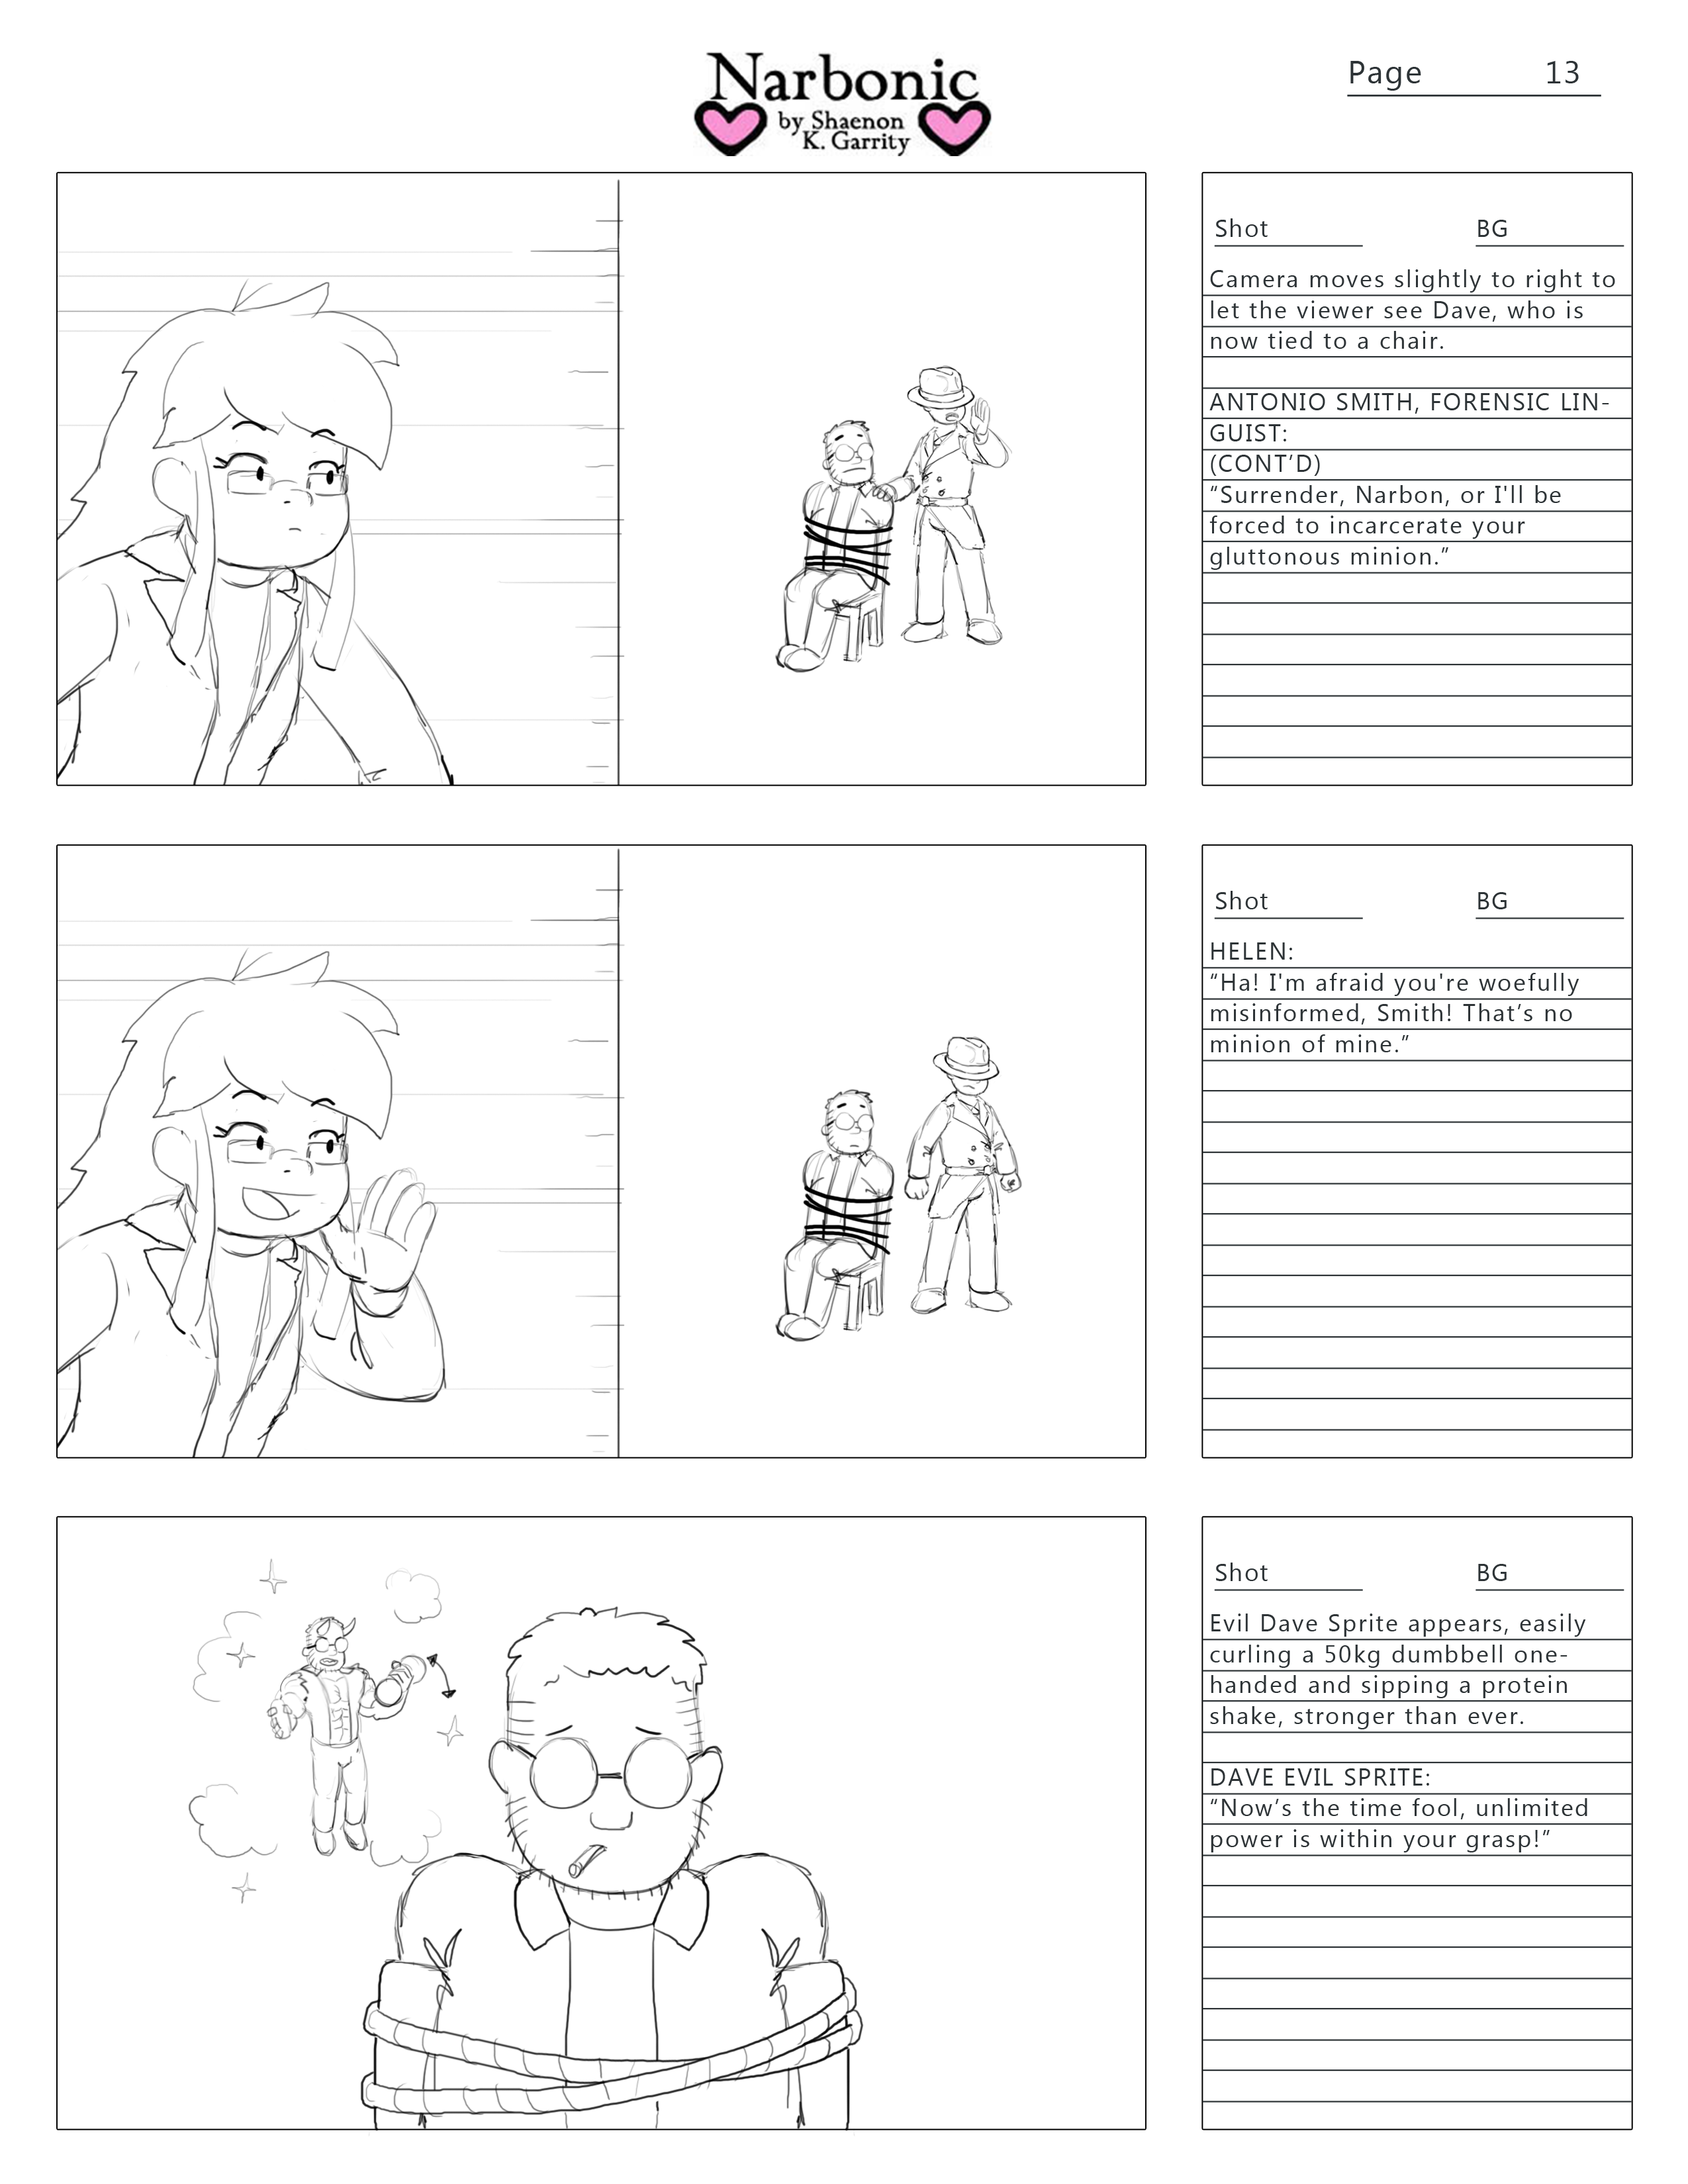 Narbonic
by Shaenon
K. Garrity
Page 13
Shot BG
Camera moves slightly to right to
let the viewer see Dave, who is
now tied to a chair.
ANTONIO SMITH, FORENSIC LIN-
GUIST:
(CONT’D)
“Surrender, Narbon, or I'll be
forced to incarcerate your
gluttonous minion.”
Shot BG
HELEN:
“Ha! I'm afraid you're woefully
misinformed, Smith! That’s no
minion of mine.”
Shot BG
Evil Dave Sprite appears, easily
curling a 50kg dumbbell one-
handed and sipping a protein
shake, stronger than ever.
DAVE EVIL SPRITE:
“Now’s the time fool, unlimited
power is within your grasp!”